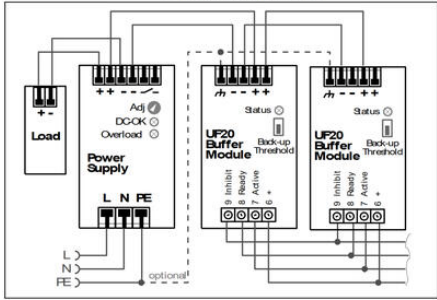 + -
Load
+ + - -
Adj
DC-OK
Overload
Power
Supply
L N PE
L
N
PE
optional
- - + +
Status
UF20
Buffer
Module
Back-up
Threshold
9 Inhibit
8 Ready
7 Active
6 +
- - + +
Status
UF20
Buffer
Module
Back-up
Threshold
9 Inhibit
8 Ready
7 Active
6 +